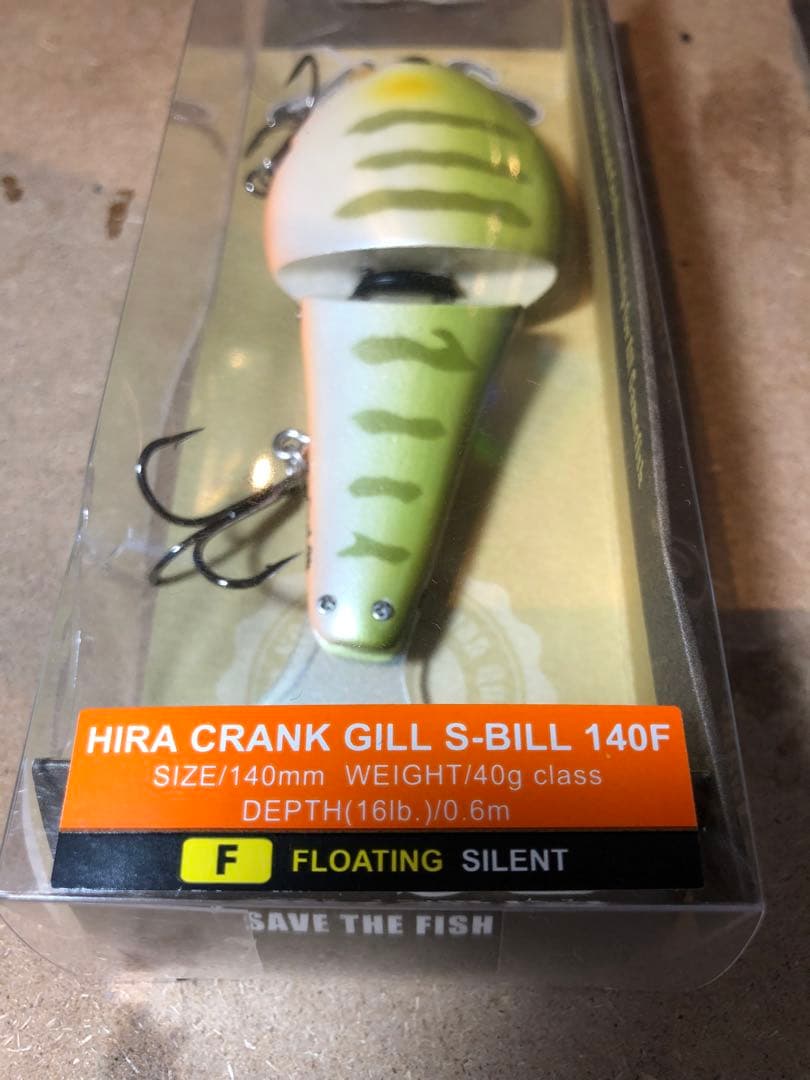 HIRA CRANK GILL S-BILL 140F
SIZE/140mm WEIGHT/40g class
DEPTH(16lb.)/0.6m
F FLOATING SILENT
SAVE THE FISH